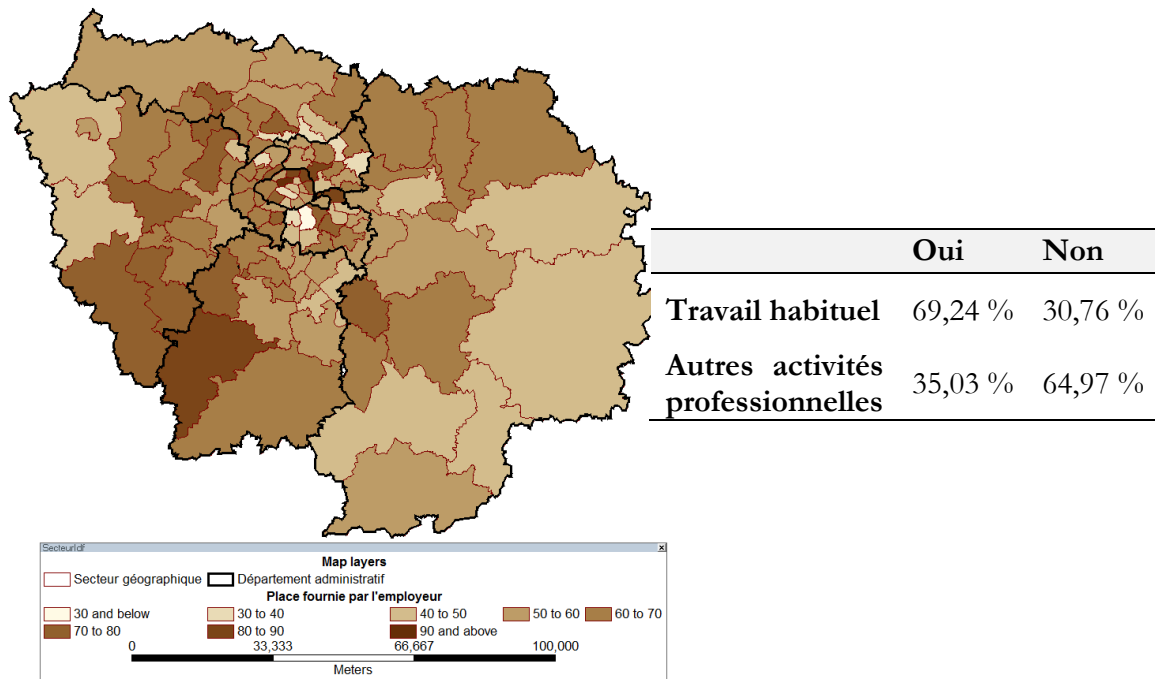 Oui Non
Travail habituel 69,24 % 30,76 %
Autres activités professionnelles 35,03 % 64,97 %
SecteurIdf x
Map layers
Secteur géographique Département administratif
Place fournie par l'employeur
30 and below 30 to 40 40 to 50 50 to 60 60 to 70
70 to 80 80 to 90 90 and above
0 33,333 66,667 100,000
Meters